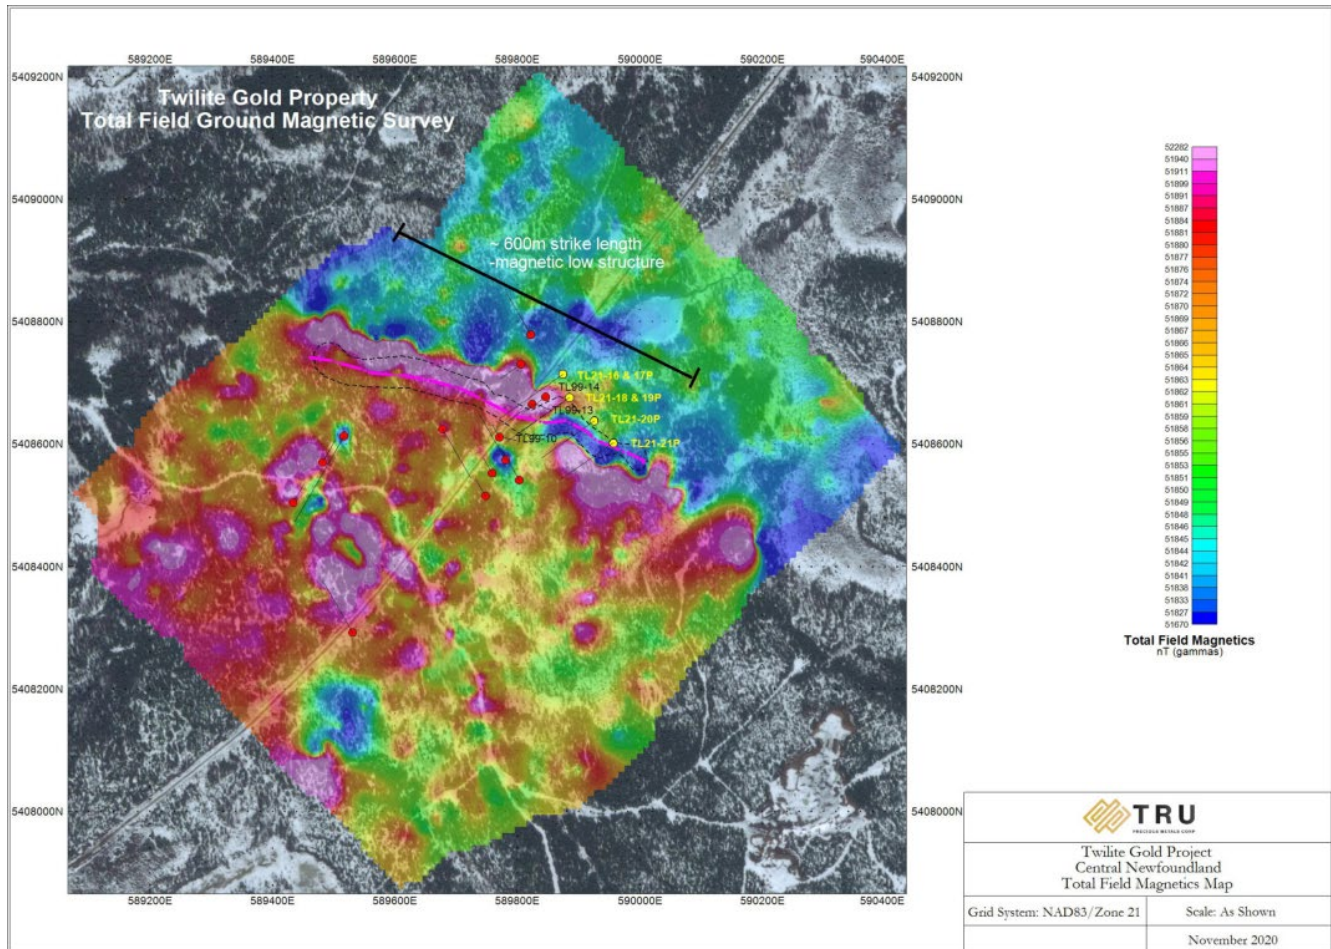 589200E 589400E 589600E 589800E 590000E 590200E 590400E
5409200N 5409200N
Twilite Gold Property
Total Field Ground Magnetic Survey
5409000N 5409000N
~ 600m strike length
-magnetic low structure
5408800N 5408800N
TL21-16 & 17P
TL99-14
TL21-18 & 19P
TL99-13
TL21-20P
TL99-10
TL21-21P
5408600N 5408600N
5408400N 5408400N
5408200N 5408200N
5408000N 5408000N
589200E 589400E 589600E 589800E 590000E 590200E 590400E
52282
51940
51911
51899
51891
51887
51884
51881
51880
51877
51876
51874
51872
51870
51869
51867
51866
51865
51864
51863
51862
51861
51859
51858
51856
51855
51853
51851
51850
51849
51848
51846
51845
51844
51842
51841
51838
51833
51827
51670
Total Field Magnetics
nT (gammas)
TRU
PRECIOUS METALS CORP
Twilite Gold Project
Central Newfoundland
Total Field Magnetics Map
Grid System: NAD83/Zone 21 Scale: As Shown
November 2020